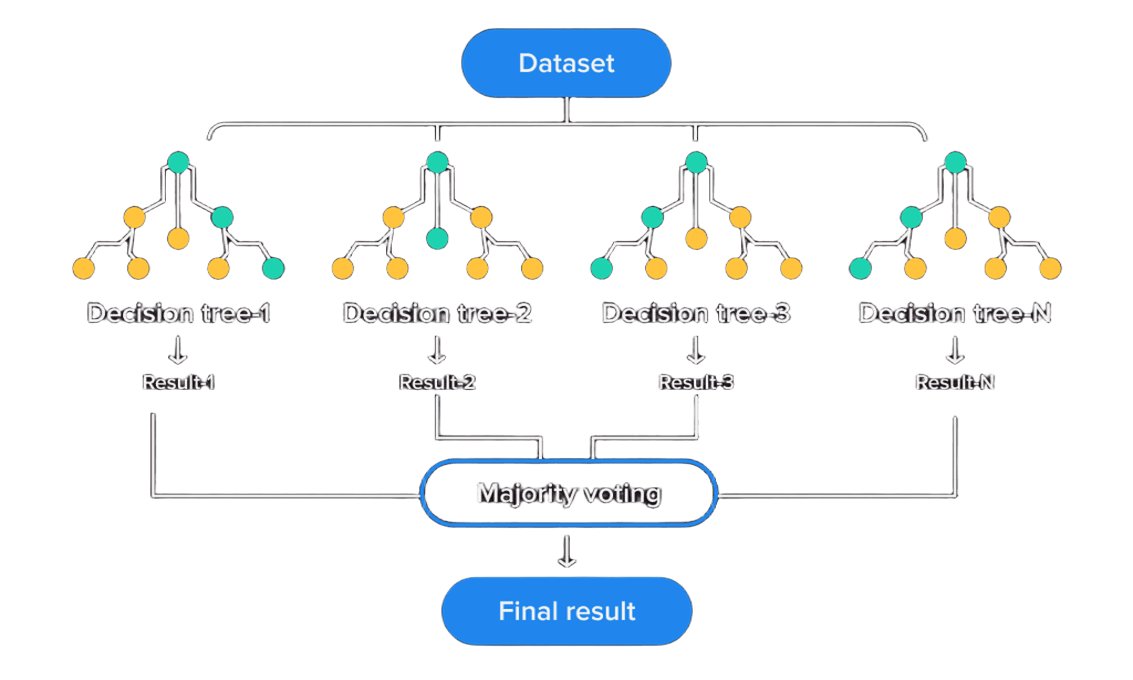 Dataset
Decision tree-1
Decision tree-2
Decision tree-3
Decision tree-N
Result-1
Result-2
Result-3
Result-N
Majority voting
Final result